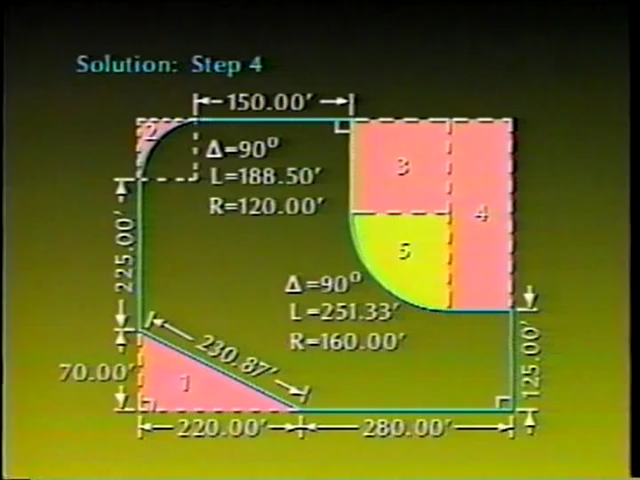 Solution: Step 4
150.00'
2
Δ=90°
L=188.50'
R=120.00'
3
4
225.00'
5
Δ=90°
L=251.33'
R=160.00'
230.87'
70.00'
1
125.00'
220.00'
280.00'